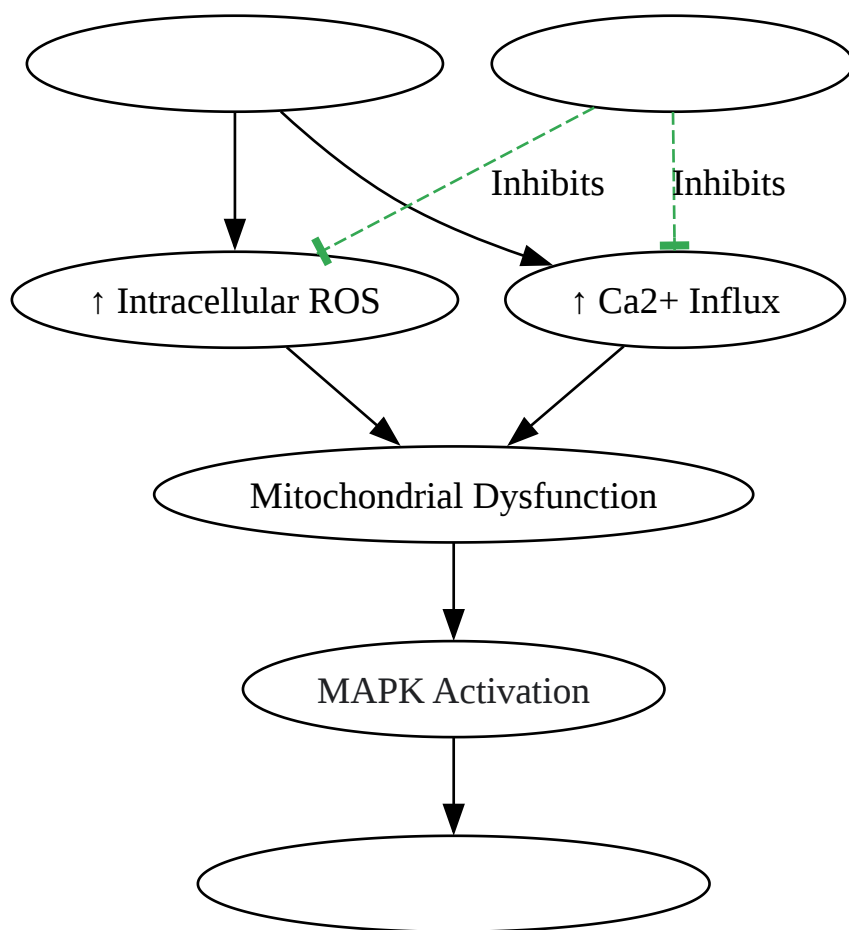 Inhibits
Inhibits
↑ Intracellular ROS
↑ Ca2+ Influx
Mitochondrial Dysfunction
MAPK Activation